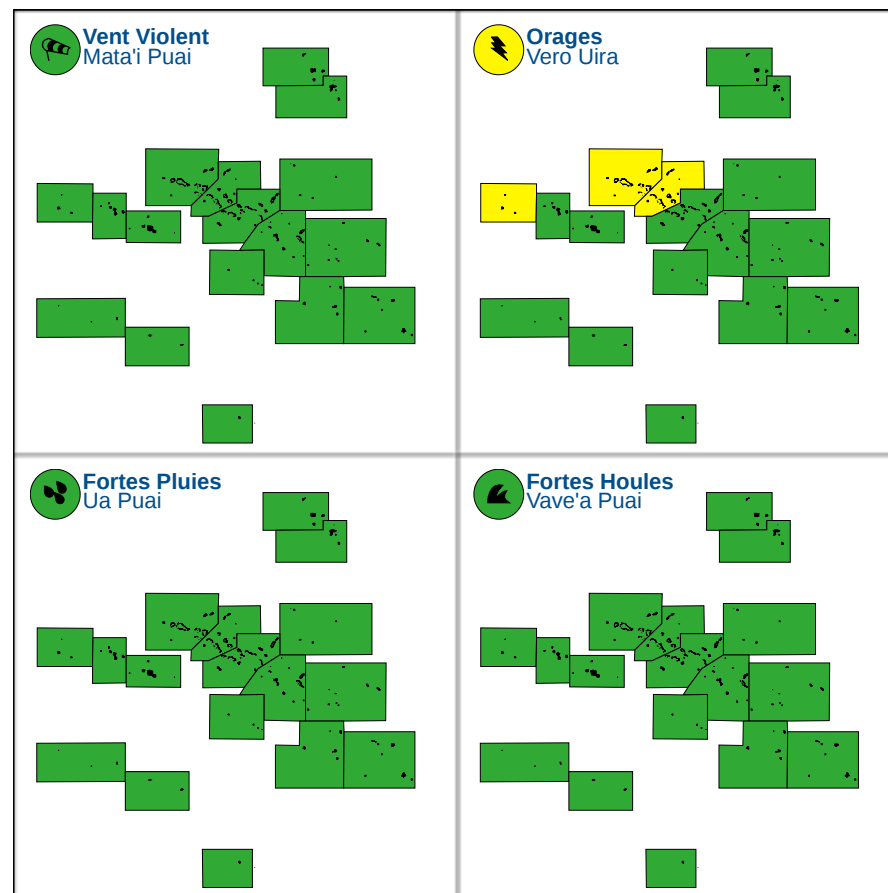 Vent Violent
Mata'i Puai
Orages
Vero Uira
Fortes Pluies
Ua Puai
Fortes Houles
Vave'a Puai